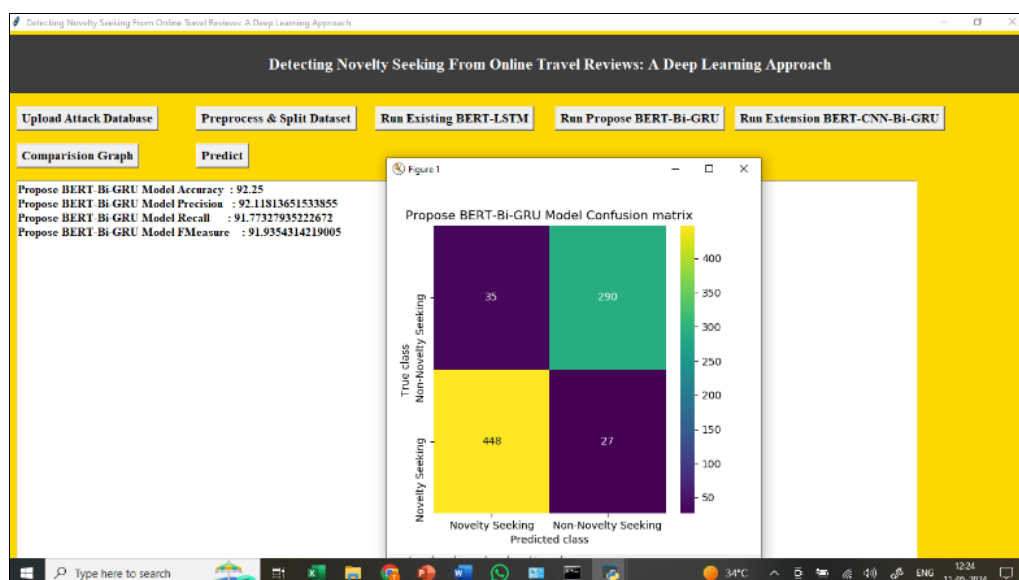 Detecting Novelty Seeking From Online Travel Reviews: A Deep Learning Approach
Detecting Novelty Seeking From Online Travel Reviews: A Deep Learning Approach
Upload Attack Database
Preprocess & Split Dataset
Run Existing BERT-LSTM
Run Propose BERT-Bi-GRU
Run Extension BERT-CNN-Bi-GRU
Comparision Graph
Predict
Propose BERT-Bi-GRU Model Accuracy : 92.25
Propose BERT-Bi-GRU Model Precision : 92.11813651533855
Propose BERT-Bi-GRU Model Recall : 91.77327935222672
Propose BERT-Bi-GRU Model FMeasure : 91.9354314219005
Figure 1
Propose BERT-Bi-GRU Model Confusion matrix
35
290
448
27
True class
Non-Novelty Seeking
Novelty Seeking
Novelty Seeking
Non-Novelty Seeking
Predicted class
400
350
300
250
200
150
100
50
Type here to search
34°C
ENG
12:24
11-05-2024